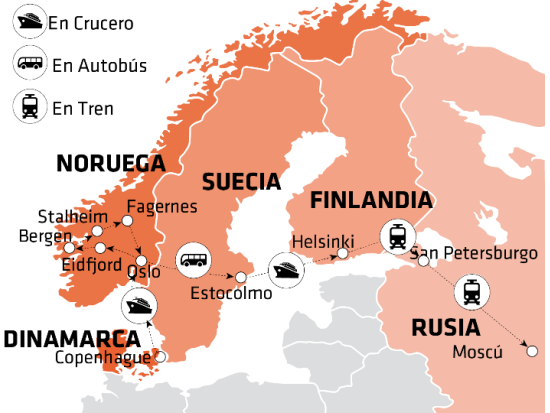 En Crucero
En Autobús
En Tren
NORUEGA
SUECIA
FINLANDIA
Fagernes
Stalheim
Bergen
Eidfjord
Oslo
Helsinki
San Petersburgo
Estocolmo
DINAMARCA
Copenhague
RUSIA
Moscú